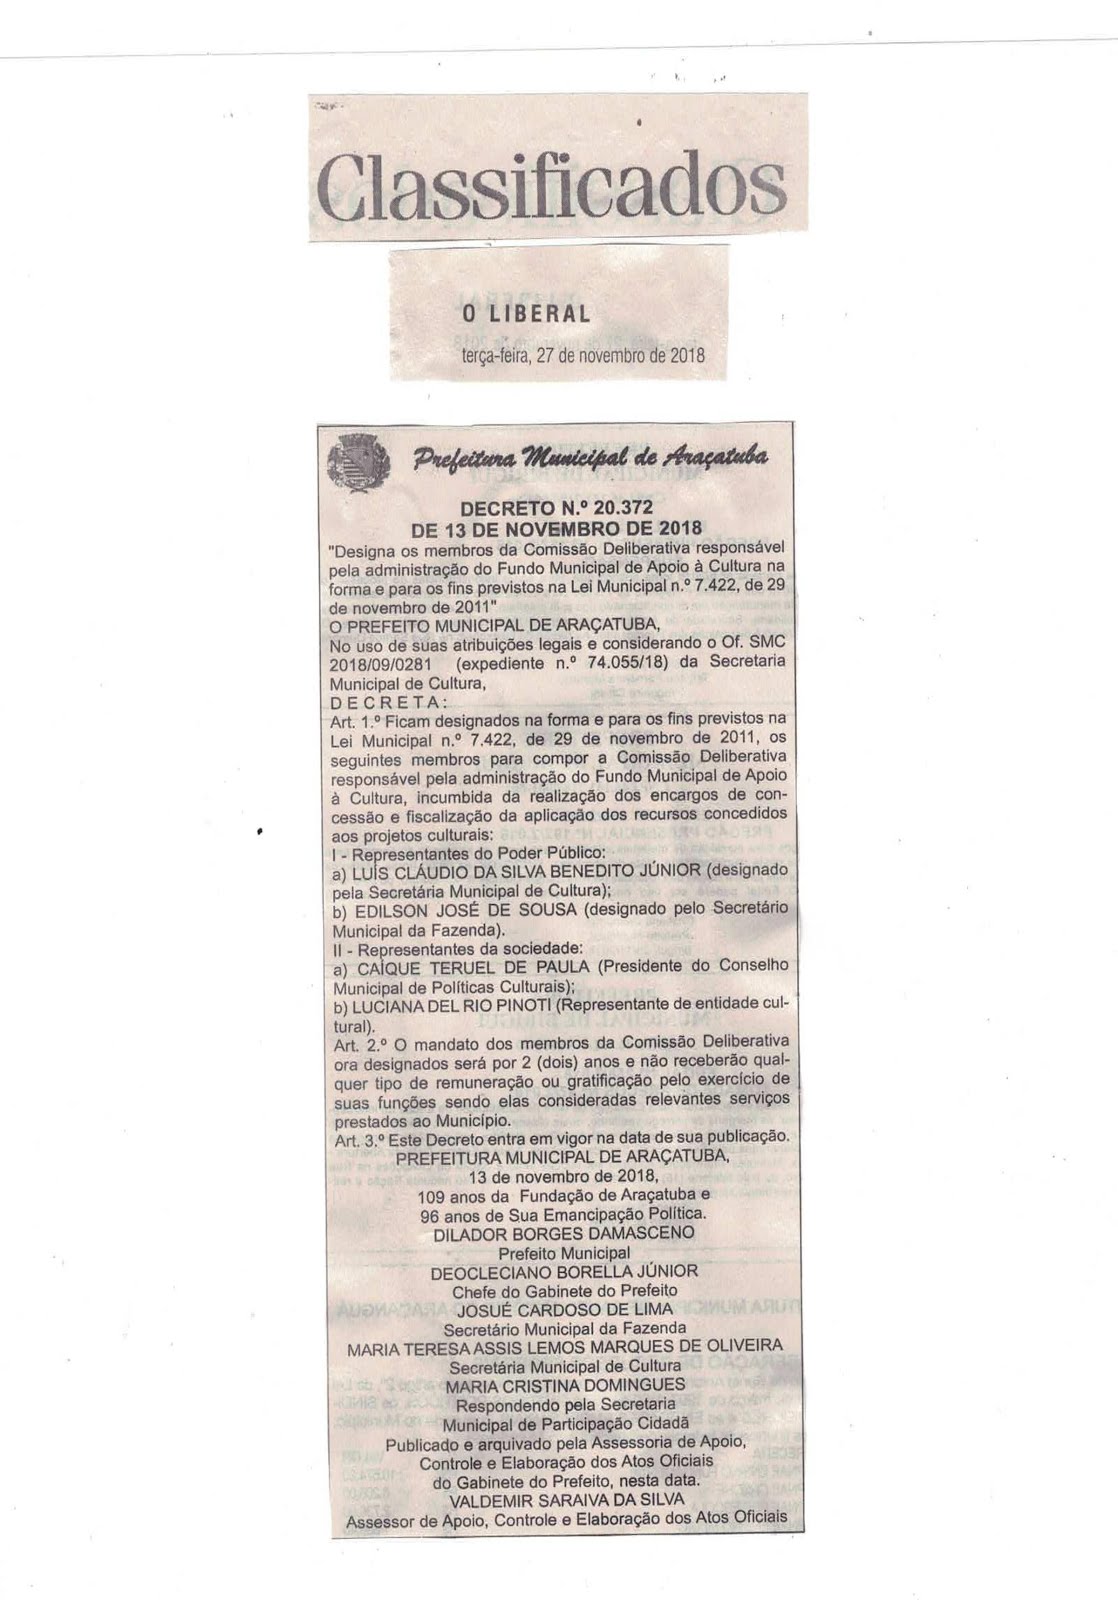 Classificados
O LIBERAL
terça-feira, 27 de novembro de 2018
Prefeitura Municipal de Araçatuba
DECRETO N.º 20.372
DE 13 DE NOVEMBRO DE 2018
"Designa os membros da Comissão Deliberativa responsável
pela administração do Fundo Municipal de Apoio à Cultura na
forma e para os fins previstos na Lei Municipal n.º 7.422, de 29
de novembro de 2011"
O PREFEITO MUNICIPAL DE ARAÇATUBA,
No uso de suas atribuições legais e considerando o Of. SMC
2018/09/0281 (expediente n.º 74.055/18) da Secretaria
Municipal de Cultura,
D E C R E T A :
Art. 1.º Ficam designados na forma e para os fins previstos na
Lei Municipal n.º 7.422, de 29 de novembro de 2011, os
seguintes membros para compor a Comissão Deliberativa
responsável pela administração do Fundo Municipal de Apoio
à Cultura, incumbida da realização dos encargos de con-
cessão e fiscalização da aplicação dos recursos concedidos
aos projetos culturais:
I - Representantes do Poder Público:
a) LUÍS CLÁUDIO DA SILVA BENEDITO JÚNIOR (designado
pela Secretária Municipal de Cultura);
b) EDILSON JOSÉ DE SOUSA (designado pelo Secretário
Municipal da Fazenda).
II - Representantes da sociedade:
a) CAÍQUE TERUEL DE PAULA (Presidente do Conselho
Municipal de Políticas Culturais);
b) LUCIANA DEL RIO PINOTI (Representante de entidade cul-
tural).
Art. 2.º O mandato dos membros da Comissão Deliberativa
ora designados será por 2 (dois) anos e não receberão qual-
quer tipo de remuneração ou gratificação pelo exercício de
suas funções sendo elas consideradas relevantes serviços
prestados ao Município.
Art. 3.º Este Decreto entra em vigor na data de sua publicação.
PREFEITURA MUNICIPAL DE ARAÇATUBA,
13 de novembro de 2018,
109 anos da Fundação de Araçatuba e
96 anos de Sua Emancipação Política.
DILADOR BORGES DAMASCENO
Prefeito Municipal
DEOCLECIANO BORELLA JÚNIOR
Chefe do Gabinete do Prefeito
JOSUÉ CARDOSO DE LIMA
Secretário Municipal da Fazenda
MARIA TERESA ASSIS LEMOS MARQUES DE OLIVEIRA
Secretária Municipal de Cultura
MARIA CRISTINA DOMINGUES
Respondendo pela Secretaria
Municipal de Participação Cidadã
Publicado e arquivado pela Assessoria de Apoio,
Controle e Elaboração dos Atos Oficiais
do Gabinete do Prefeito, nesta data.
VALDEMIR SARAIVA DA SILVA
Assessor de Apoio, Controle e Elaboração dos Atos Oficiais